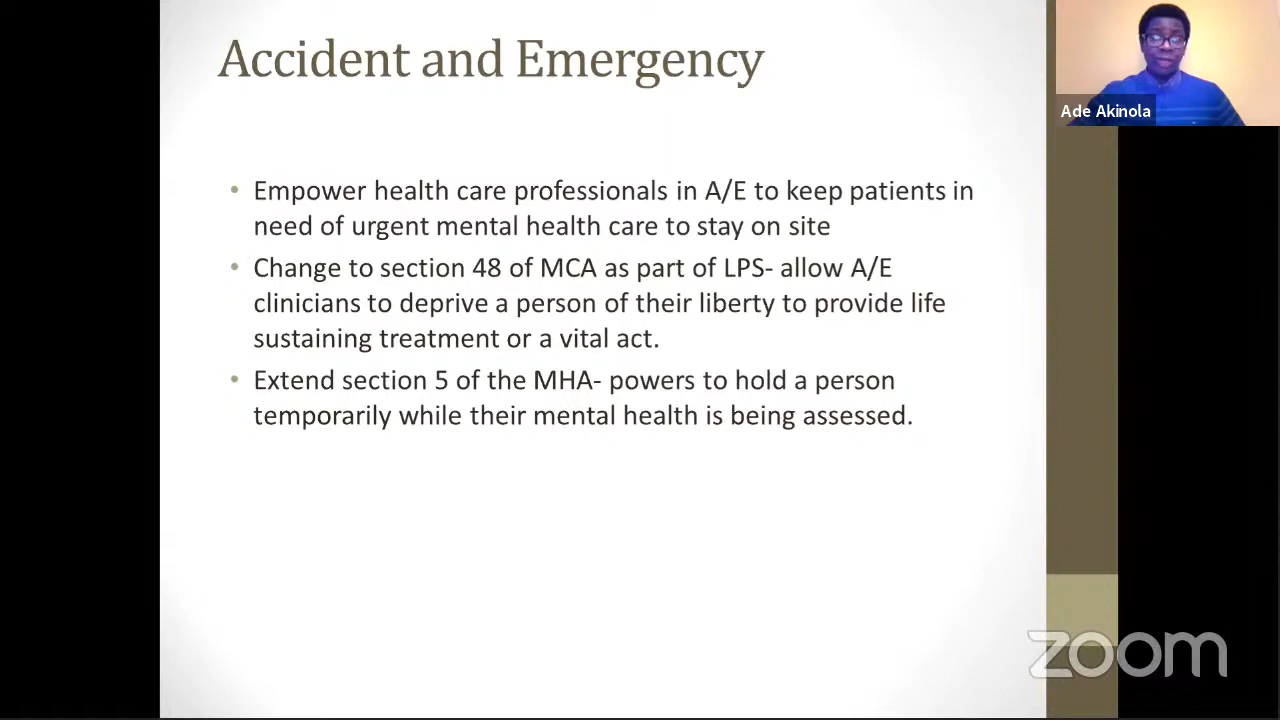 Accident and Emergency
Ade Akinola
• Empower health care professionals in A/E to keep patients in
need of urgent mental health care to stay on site
• Change to section 48 of MCA as part of LPS- allow A/E
clinicians to deprive a person of their liberty to provide life
sustaining treatment or a vital act.
• Extend section 5 of the MHA- powers to hold a person
temporarily while their mental health is being assessed.
zoom